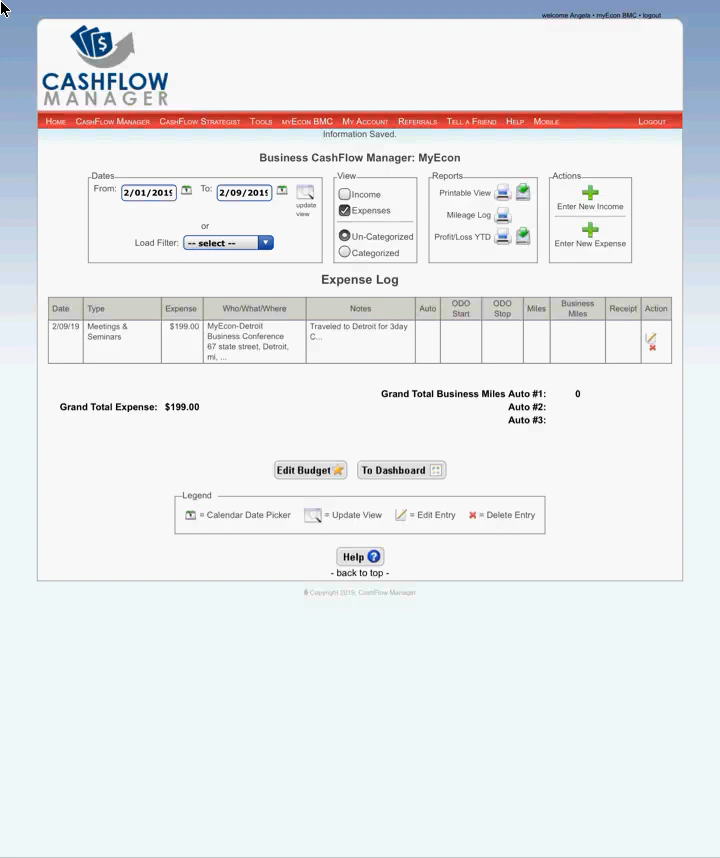 welcome Angela • myEcon BMC • logout
CASHFLOW
MANAGER
Home CashFlow Manager CashFlow Strategist Tools myEcon BMC My Account Referrals Tell a Friend Help Mobile Logout
Information Saved.
Business CashFlow Manager: MyEcon
Dates
From: 2/01/2019 To: 2/09/2019
update
view
or
Load Filter: -- select --
View
Income
Expenses
Un-Categorized
Categorized
Reports
Printable View
Mileage Log
Profit/Loss YTD
Actions
Enter New Income
Enter New Expense
Expense Log
Date Type Expense Who/What/Where Notes Auto ODO Start ODO Stop Miles Business Miles Receipt Action
2/09/19 Meetings & Seminars $199.00 MyEcon-Detroit Business Conference 67 state street, Detroit, mi, ... Traveled to Detroit for 3day C...
Grand Total Business Miles Auto #1: 0
Grand Total Expense: $199.00 Auto #2:
Auto #3:
Edit Budget To Dashboard
Legend
= Calendar Date Picker = Update View = Edit Entry = Delete Entry
Help ?
- back to top -
Copyright 2019, CashFlow Manager